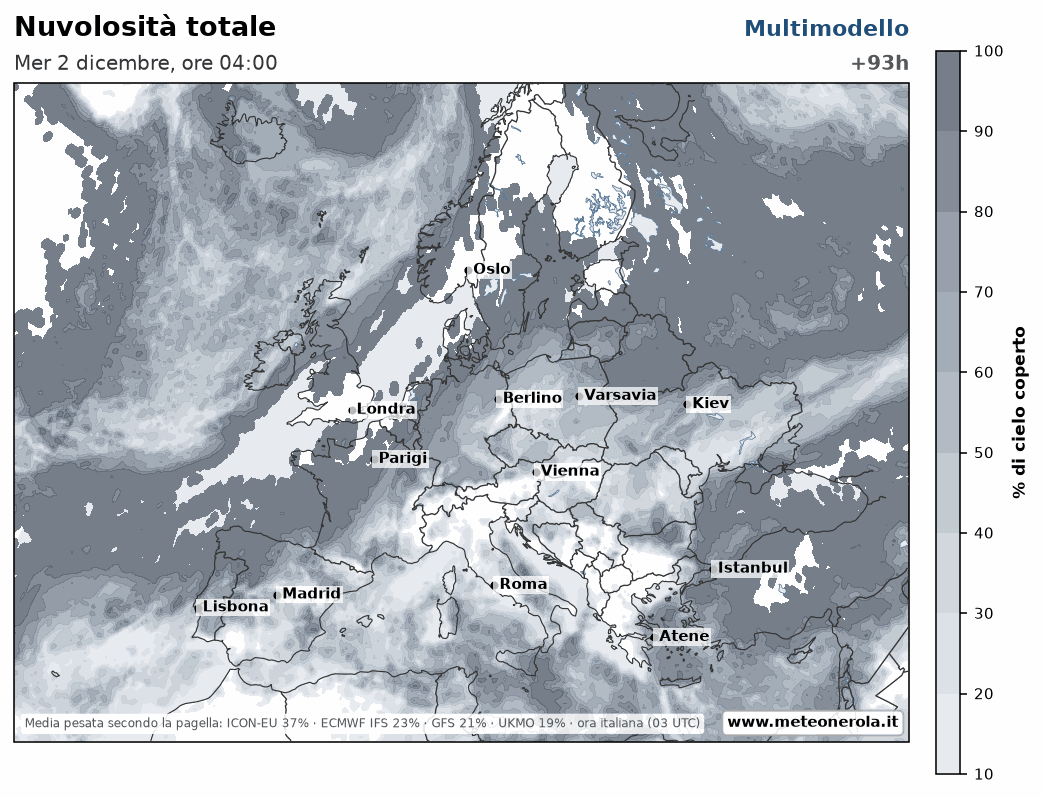 Nuvolosità totale
Multimodello
Mer 2 dicembre, ore 04:00
+93h
100
90
80
70
60
50
40
30
20
10
% di cielo coperto
Oslo
Londra
Berlino
Varsavia
Kiev
Parigi
Vienna
Istanbul
Roma
Madrid
Lisbona
Atene
Media pesata secondo la pagella: ICON-EU 37% · ECMWF IFS 23% · GFS 21% · UKMO 19% · ora italiana (03 UTC)
www.meteonerola.it